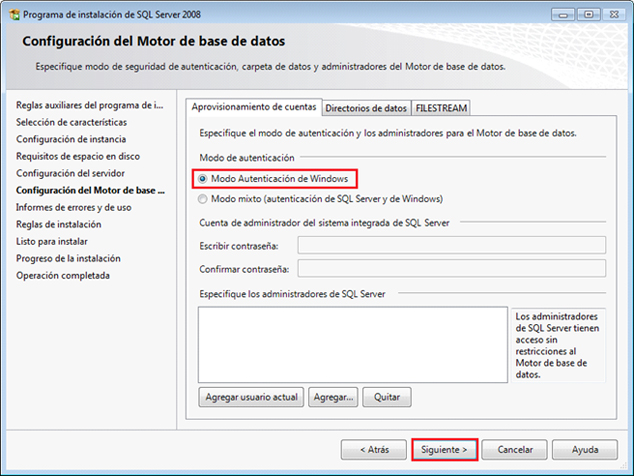 Programa de instalación de SQL Server 2008
Configuración del Motor de base de datos
Especifique modo de seguridad de autenticación, carpeta de datos y administradores del Motor de base de datos.
Reglas auxiliares del programa de i...
Selección de características
Configuración de instancia
Requisitos de espacio en disco
Configuración del servidor
Configuración del Motor de base ...
Informes de errores y de uso
Reglas de instalación
Listo para instalar
Progreso de la instalación
Operación completada
Aprovisionamiento de cuentas
Directorios de datos
FILESTREAM
Especifique el modo de autenticación y los administradores para el Motor de base de datos.
Modo de autenticación
Modo Autenticación de Windows
Modo mixto (autenticación de SQL Server y de Windows)
Cuenta de administrador del sistema integrada de SQL Server
Escribir contraseña:
Confirmar contraseña:
Especifique los administradores de SQL Server
Los administradores
de SQL Server tienen
acceso sin
restricciones al
Motor de base de
datos.
Agregar usuario actual
Agregar...
Quitar
< Atrás
Siguiente >
Cancelar
Ayuda